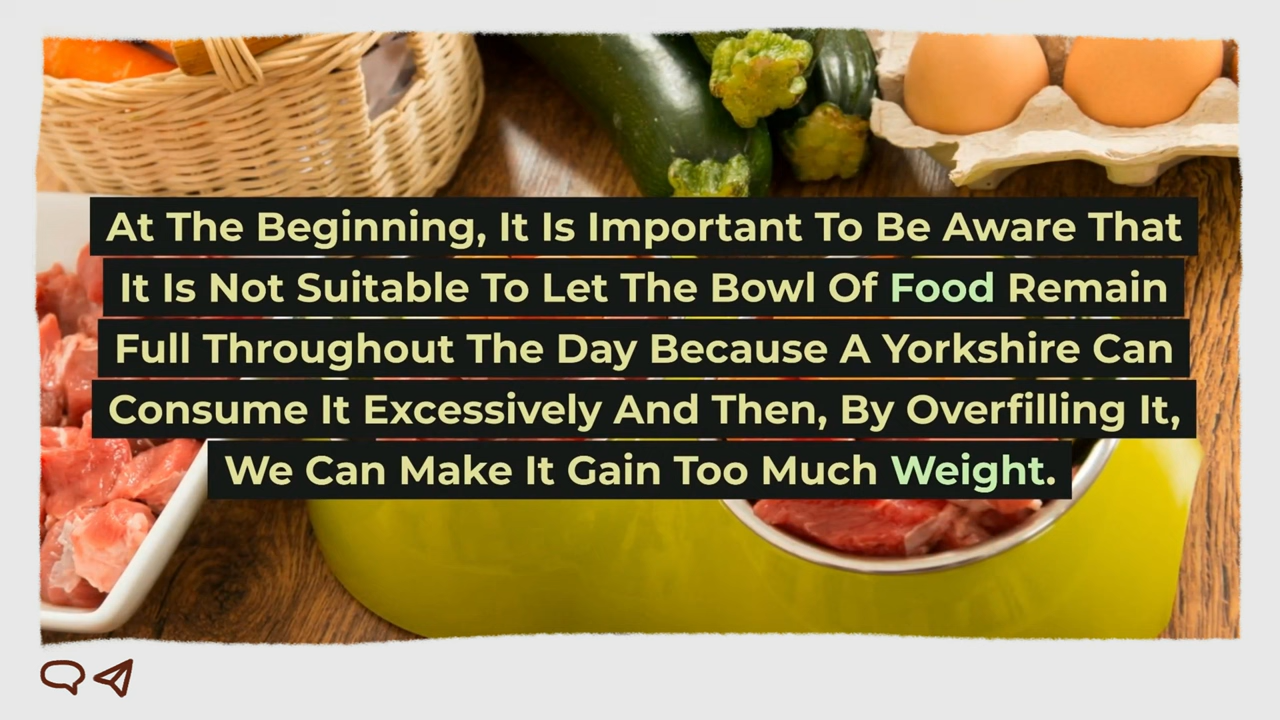 At The Beginning, It Is Important To Be Aware That
It Is Not Suitable To Let The Bowl Of Food Remain
Full Throughout The Day Because A Yorkshire Can
Consume It Excessively And Then, By Overfilling It,
We Can Make It Gain Too Much Weight.